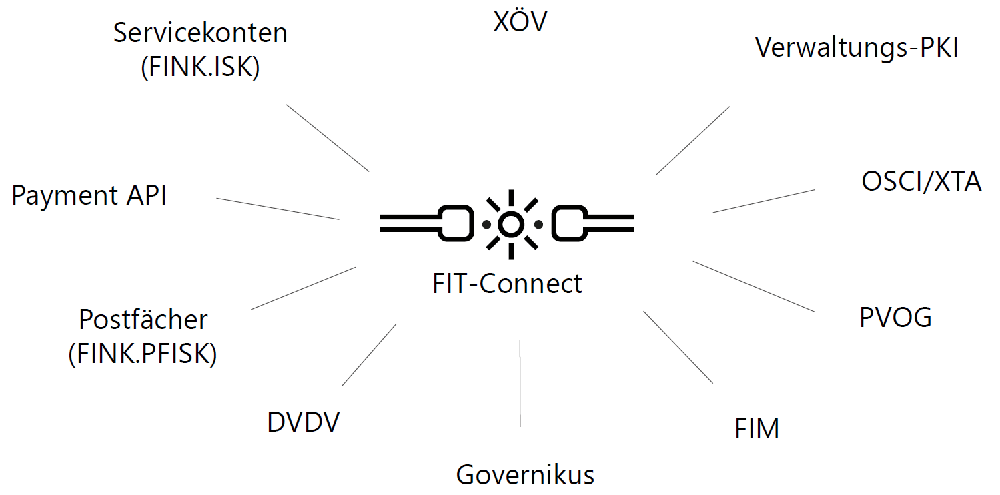 XÖV
Servicekonten
(FINK.ISK)
Verwaltungs-PKI
Payment API
OSCI/XTA
FIT-Connect
Postfächer
(FINK.PFISK)
PVOG
DVDV
FIM
Governikus